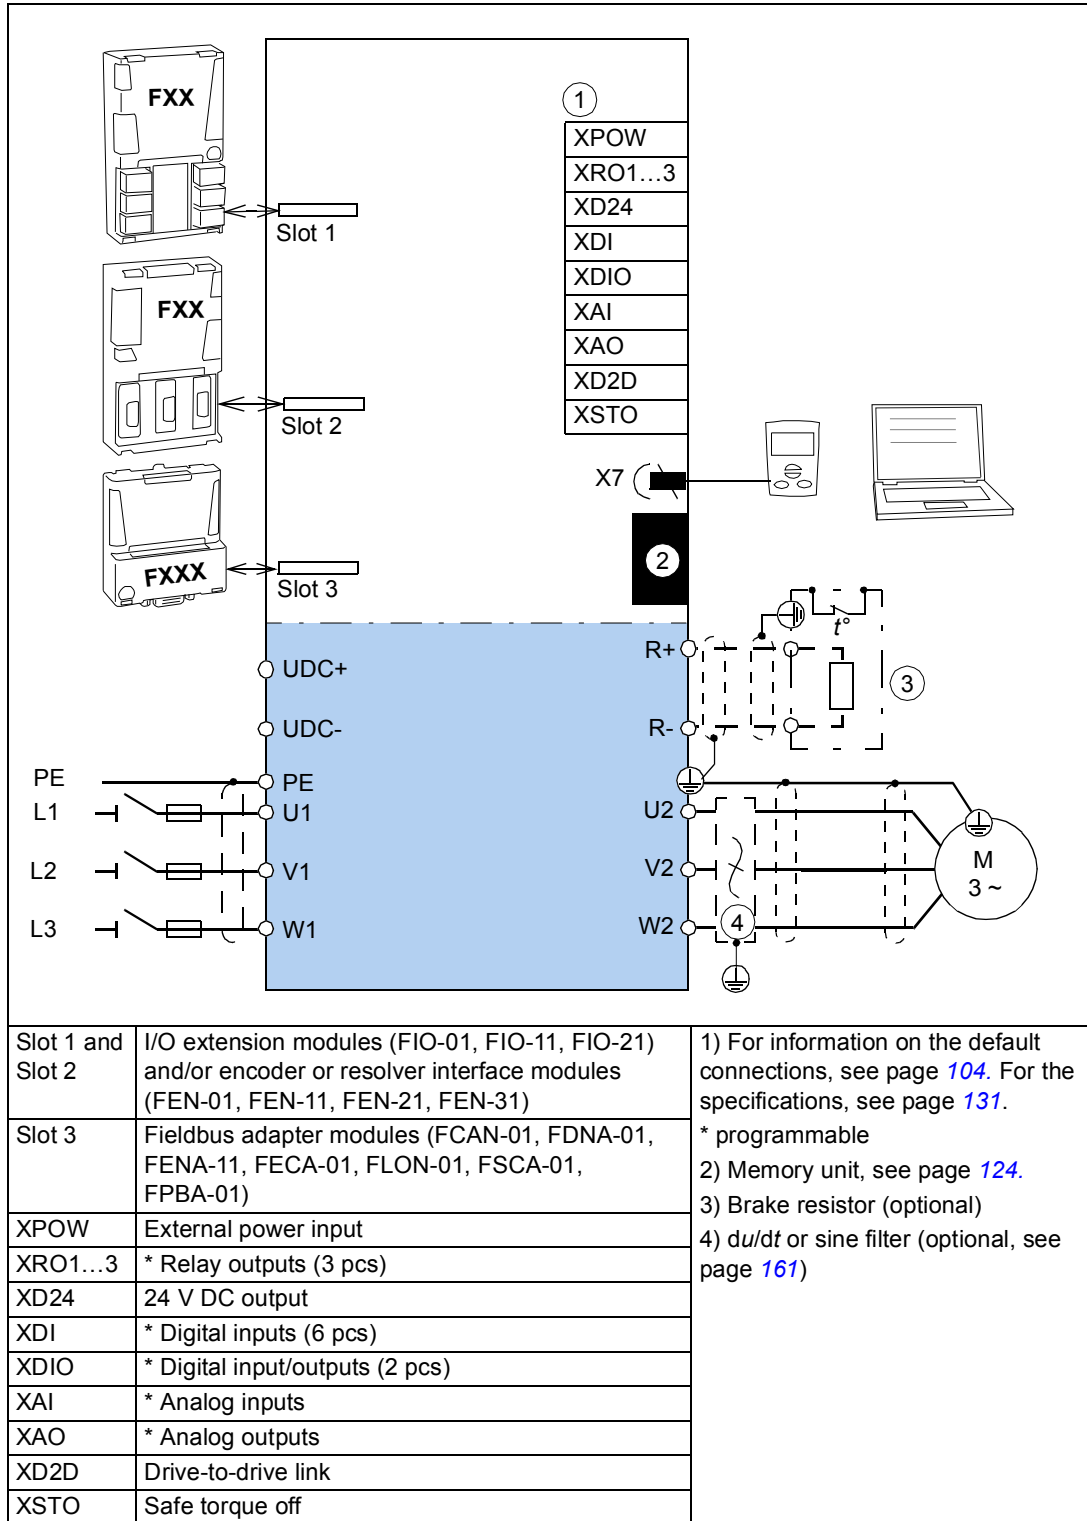 FXX
1
XPOW
XRO1…3
XD24
Slot 1
XDI
XDIO
FXX
XAI
XAO
XD2D
Slot 2
XSTO
X7
2
FXXX
Slot 3
t°
R+
UDC+
3
UDC-
R-
PE
PE
L1
U1
U2
L2
V1
V2
M
3 ~
L3
W1
W2
4
Slot 1 and
Slot 2
I/O extension modules (FIO-01, FIO-11, FIO-21)
and/or encoder or resolver interface modules
(FEN-01, FEN-11, FEN-21, FEN-31)
Slot 3
Fieldbus adapter modules (FCAN-01, FDNA-01,
FENA-11, FECA-01, FLON-01, FSCA-01,
FPBA-01)
XPOW
External power input
XRO1…3
* Relay outputs (3 pcs)
XD24
24 V DC output
XDI
* Digital inputs (6 pcs)
XDIO
* Digital input/outputs (2 pcs)
XAI
* Analog inputs
XAO
* Analog outputs
XD2D
Drive-to-drive link
XSTO
Safe torque off
1) For information on the default
connections, see page 104. For the
specifications, see page 131.
* programmable
2) Memory unit, see page 124.
3) Brake resistor (optional)
4) du/dt or sine filter (optional, see
page 161)